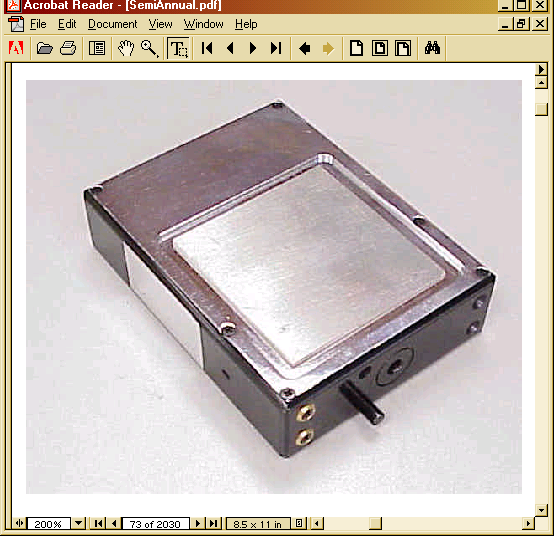 Acrobat Reader - [SemiAnnual.pdf]
File Edit Document View Window Help
200% 73 of 2030 8.5 x 11 in